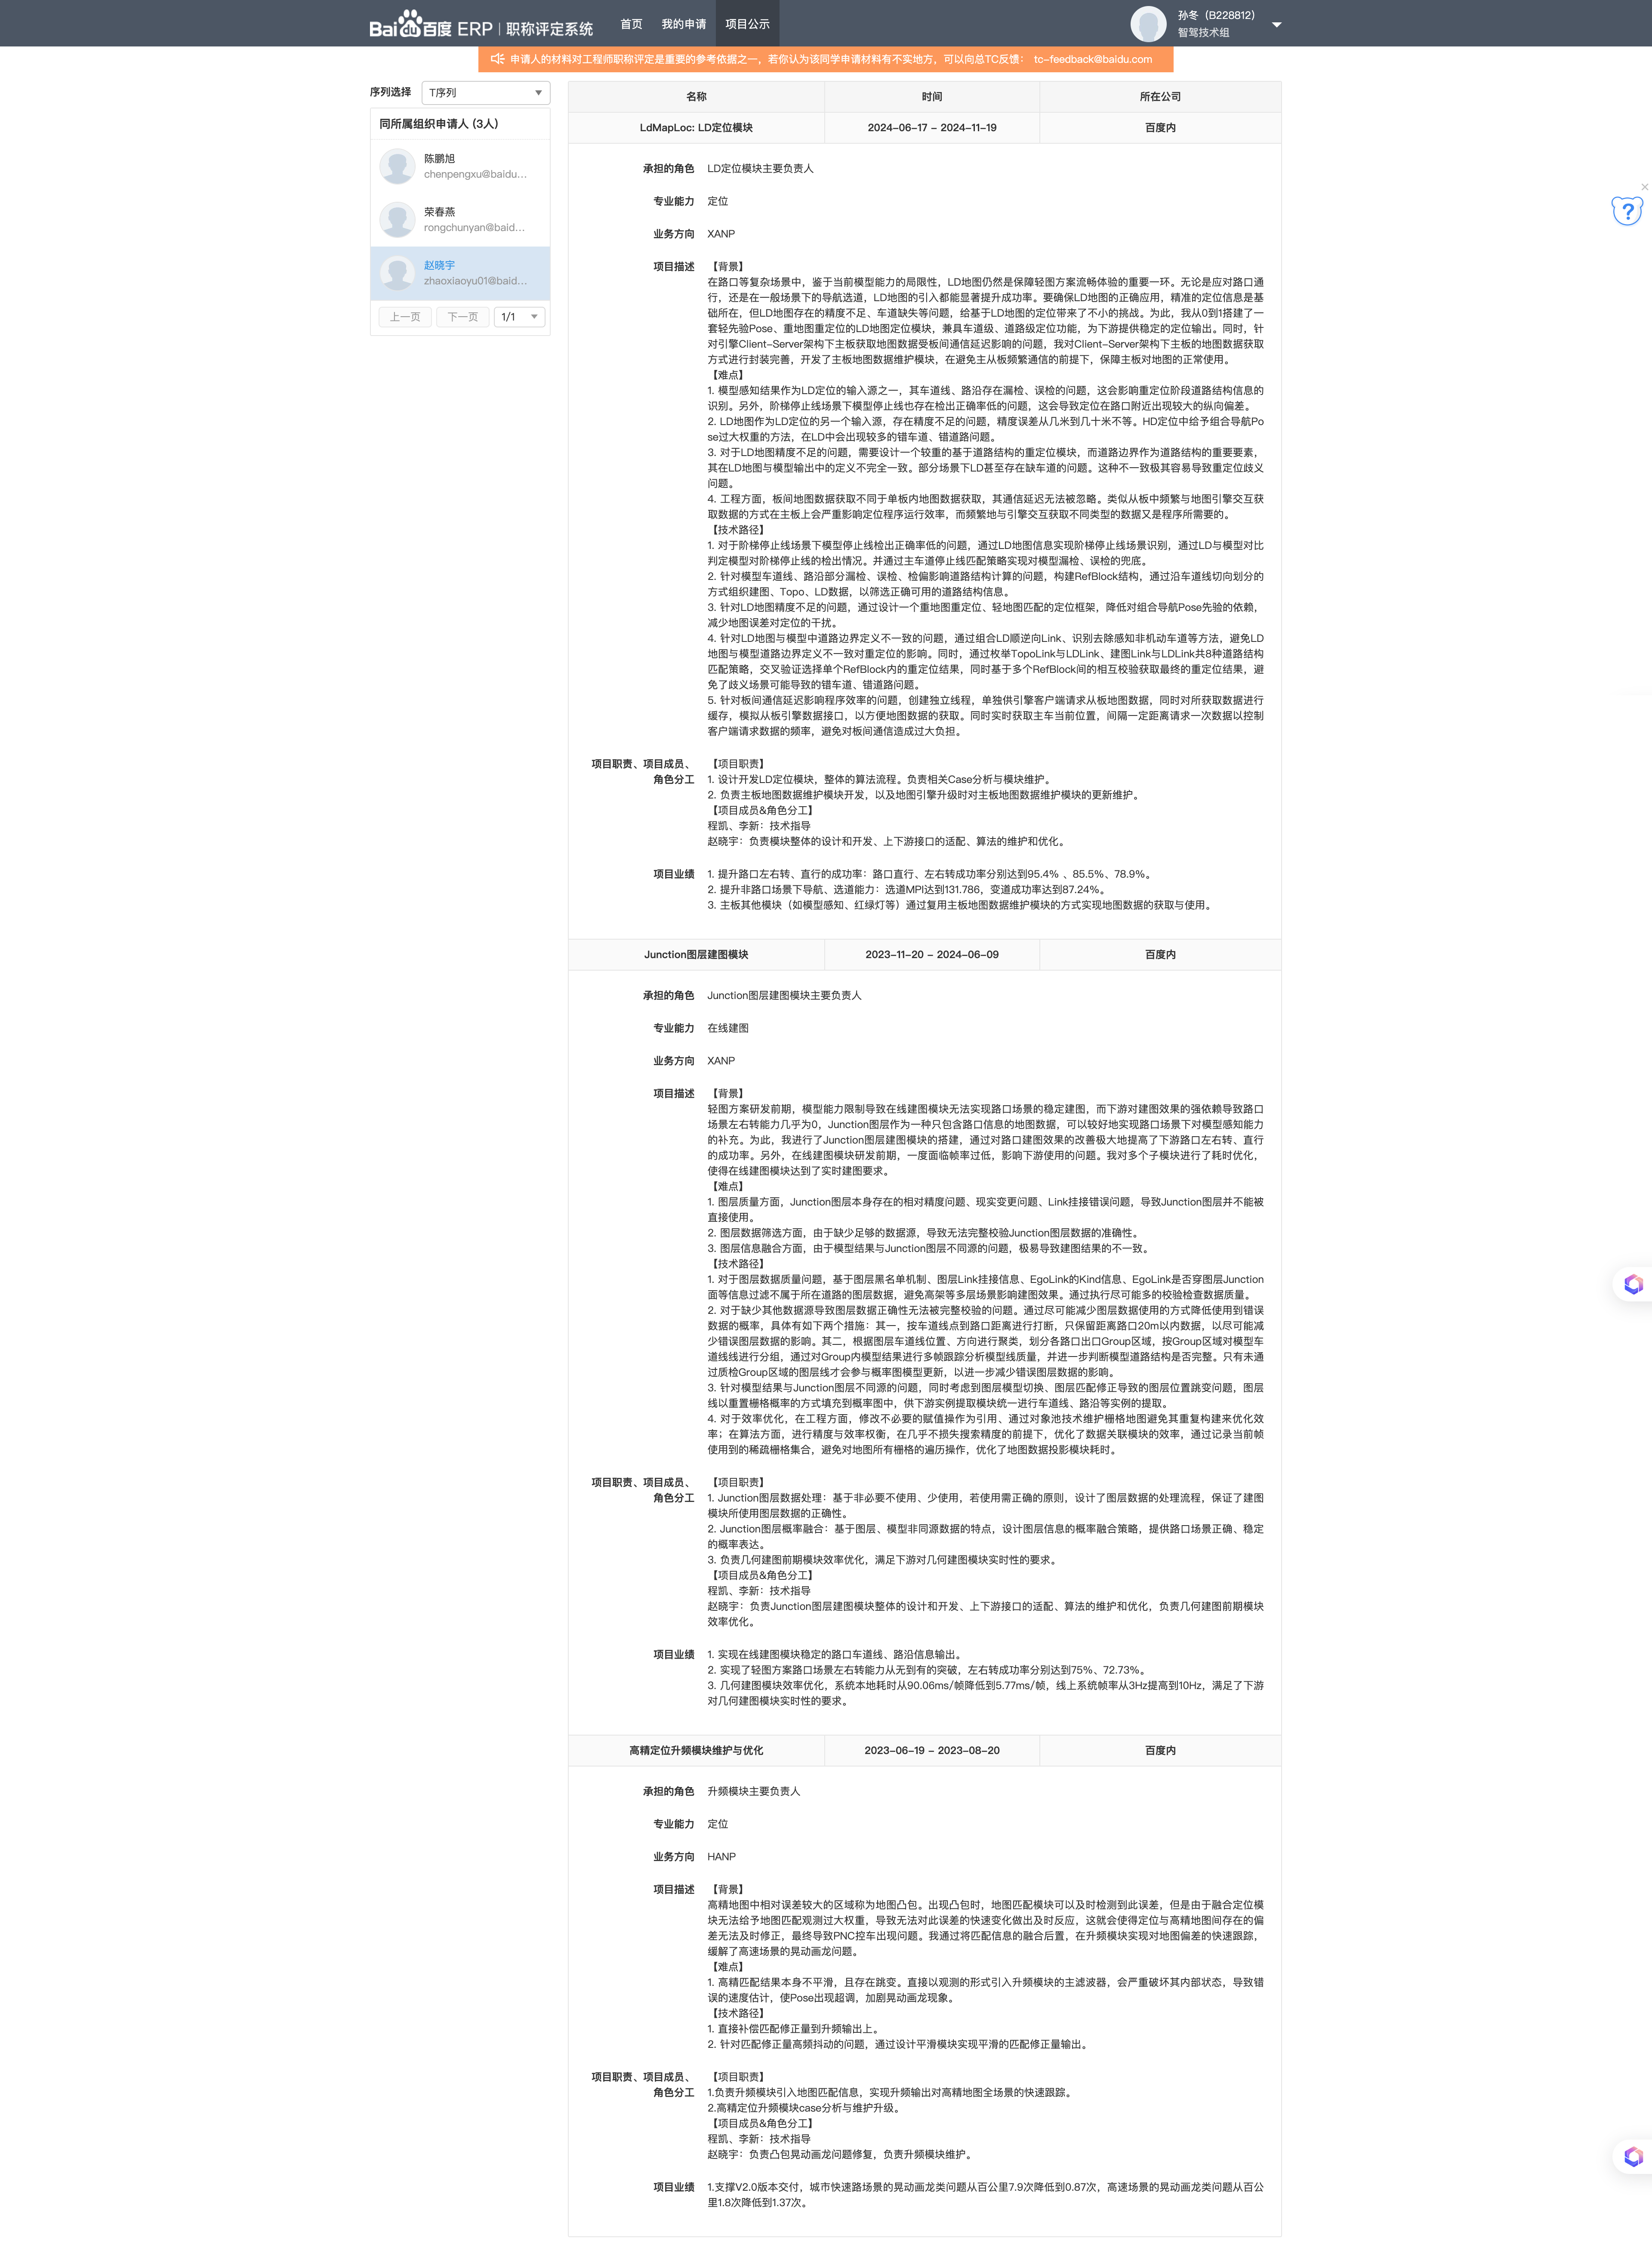 Baidu百度 ERP | 职称评定系统
首页 我的申请 项目公示
孙冬（B228812）
智驾技术组
申请人的材料对工程师职称评定是重要的参考依据之一，若你认为该同学申请材料有不实地方，可以向总TC反馈： tc-feedback@baidu.com
序列选择 T序列
同所属组织申请人 (3人)
陈鹏旭
chenpengxu@baidu...
荣春燕
rongchunyan@baid...
赵晓宇
zhaoxiaoyu01@baid...
上一页 下一页 1/1
名称 时间 所在公司
LdMapLoc: LD定位模块 2024-06-17 - 2024-11-19 百度内
承担的角色 LD定位模块主要负责人
专业能力 定位
业务方向 XANP
项目描述 【背景】
在路口等复杂场景中，鉴于当前模型能力的局限性，LD地图仍然是保障轻图方案流畅体验的重要一环。无论是应对路口通
行，还是在一般场景下的导航选道，LD地图的引入都能显著提升成功率。要确保LD地图的正确应用，精准的定位信息是基
础所在，但LD地图存在的精度不足、车道缺失等问题，给基于LD地图的定位带来了不小的挑战。为此，我从0到1搭建了一
套轻先验Pose、重地图重定位的LD地图定位模块，兼具车道级、道路级定位功能，为下游提供稳定的定位输出。同时，针
对引擎Client-Server架构下主板获取地图数据受板间通信延迟影响的问题，我对Client-Server架构下主板的地图数据获取
方式进行封装完善，开发了主板地图数据维护模块，在避免主从板频繁通信的前提下，保障主板对地图的正常使用。
【难点】
1. 模型感知结果作为LD定位的输入源之一，其车道线、路沿存在漏检、误检的问题，这会影响重定位阶段道路结构信息的
识别。另外，阶梯停止线场景下模型停止线也存在检出正确率低的问题，这会导致定位在路口附近出现较大的纵向偏差。
2. LD地图作为LD定位的另一个输入源，存在精度不足的问题，精度误差从几米到几十米不等。HD定位中给予组合导航Po
se过大权重的方法，在LD中会出现较多的错车道、错道路问题。
3. 对于LD地图精度不足的问题，需要设计一个较重的基于道路结构的重定位模块，而道路边界作为道路结构的重要要素，
其在LD地图与模型输出中的定义不完全一致。部分场景下LD甚至存在缺车道的问题。这种不一致极其容易导致重定位歧义
问题。
4. 工程方面，板间地图数据获取不同于单板内地图数据获取，其通信延迟无法被忽略。类似从板中频繁与地图引擎交互获
取数据的方式在主板上会严重影响定位程序运行效率，而频繁地与引擎交互获取不同类型的数据又是程序所需要的。
【技术路径】
1. 对于阶梯停止线场景下模型停止线检出正确率低的问题，通过LD地图信息实现阶梯停止线场景识别，通过LD与模型对比
判定模型对阶梯停止线的检出情况。并通过主车道停止线匹配策略实现对模型漏检、误检的兜底。
2. 针对模型车道线、路沿部分漏检、误检、检偏影响道路结构计算的问题，构建RefBlock结构，通过沿车道线切向划分的
方式组织建图、Topo、LD数据，以筛选正确可用的道路结构信息。
3. 针对LD地图精度不足的问题，通过设计一个重地图重定位、轻地图匹配的定位框架，降低对组合导航Pose先验的依赖，
减少地图误差对定位的干扰。
4. 针对LD地图与模型中道路边界定义不一致的问题，通过组合LD顺逆向Link、识别去除感知非机动车道等方法，避免LD
地图与模型道路边界定义不一致对重定位的影响。同时，通过枚举TopoLink与LDLink、建图Link与LDLink共8种道路结构
匹配策略，交叉验证选择单个RefBlock内的重定位结果，同时基于多个RefBlock间的相互校验获取最终的重定位结果，避
免了歧义场景可能导致的错车道、错道路问题。
5. 针对板间通信延迟影响程序效率的问题，创建独立线程，单独供引擎客户端请求从板地图数据，同时对所获取数据进行
缓存，模拟从板引擎数据接口，以方便地图数据的获取。同时实时获取主车当前位置，间隔一定距离请求一次数据以控制
客户端请求数据的频率，避免对板间通信造成过大负担。
项目职责、项目成员、 【项目职责】
角色分工 1. 设计开发LD定位模块，整体的算法流程。负责相关Case分析与模块维护。
2. 负责主板地图数据维护模块开发，以及地图引擎升级时对主板地图数据维护模块的更新维护。
【项目成员&角色分工】
程凯、李新：技术指导
赵晓宇：负责模块整体的设计和开发、上下游接口的适配、算法的维护和优化。
项目业绩 1. 提升路口左右转、直行的成功率：路口直行、左右转成功率分别达到95.4% 、85.5%、78.9%。
2. 提升非路口场景下导航、选道能力：选道MPI达到131.786，变道成功率达到87.24%。
3. 主板其他模块（如模型感知、红绿灯等）通过复用主板地图数据维护模块的方式实现地图数据的获取与使用。
Junction图层建图模块 2023-11-20 - 2024-06-09 百度内
承担的角色 Junction图层建图模块主要负责人
专业能力 在线建图
业务方向 XANP
项目描述 【背景】
轻图方案研发前期，模型能力限制导致在线建图模块无法实现路口场景的稳定建图，而下游对建图效果的强依赖导致路口
场景左右转能力几乎为0，Junction图层作为一种只包含路口信息的地图数据，可以较好地实现路口场景下对模型感知能力
的补充。为此，我进行了Junction图层建图模块的搭建，通过对路口建图效果的改善极大地提高了下游路口左右转、直行
的成功率。另外，在线建图模块研发前期，一度面临帧率过低，影响下游使用的问题。我对多个子模块进行了耗时优化，
使得在线建图模块达到了实时建图要求。
【难点】
1. 图层质量方面，Junction图层本身存在的相对精度问题、现实变更问题、Link挂接错误问题，导致Junction图层并不能被
直接使用。
2. 图层数据筛选方面，由于缺少足够的数据源，导致无法完整校验Junction图层数据的准确性。
3. 图层信息融合方面，由于模型结果与Junction图层不同源的问题，极易导致建图结果的不一致。
【技术路径】
1. 对于图层数据质量问题，基于图层黑名单机制、图层Link挂接信息、EgoLink的Kind信息、EgoLink是否穿图层Junction
面等信息过滤不属于所在道路的图层数据，避免高架等多层场景影响建图效果。通过执行尽可能多的校验检查数据质量。
2. 对于缺少其他数据源导致图层数据正确性无法被完整校验的问题。通过尽可能减少图层数据使用的方式降低使用到错误
数据的概率，具体有如下两个措施：其一，按车道线点到路口距离进行打断，只保留距离路口20m以内数据，以尽可能减
少错误图层数据的影响。其二，根据图层车道线位置、方向进行聚类，划分各路口出口Group区域，按Group区域对模型车
道线线进行分组，通过对Group内模型结果进行多帧跟踪分析模型线质量，并进一步判断模型道路结构是否完整。只有未通
过质检Group区域的图层线才会参与概率图模型更新，以进一步减少错误图层数据的影响。
3. 针对模型结果与Junction图层不同源的问题，同时考虑到图层模型切换、图层匹配修正导致的图层位置跳变问题，图层
线以重置栅格概率的方式填充到概率图中，供下游实例提取模块统一进行车道线、路沿等实例的提取。
4. 对于效率优化，在工程方面，修改不必要的赋值操作为引用、通过对象池技术维护栅格地图避免其重复构建来优化效
率；在算法方面，进行精度与效率权衡，在几乎不损失搜索精度的前提下，优化了数据关联模块的效率，通过记录当前帧
使用到的稀疏栅格集合，避免对地图所有栅格的遍历操作，优化了地图数据投影模块耗时。
项目职责、项目成员、 【项目职责】
角色分工 1. Junction图层数据处理：基于非必要不使用、少使用，若使用需正确的原则，设计了图层数据的处理流程，保证了建图
模块所使用图层数据的正确性。
2. Junction图层概率融合：基于图层、模型非同源数据的特点，设计图层信息的概率融合策略，提供路口场景正确、稳定
的概率表达。
3. 负责几何建图前期模块效率优化，满足下游对几何建图模块实时性的要求。
【项目成员&角色分工】
程凯、李新：技术指导
赵晓宇：负责Junction图层建图模块整体的设计和开发、上下游接口的适配、算法的维护和优化，负责几何建图前期模块
效率优化。
项目业绩 1. 实现在线建图模块稳定的路口车道线、路沿信息输出。
2. 实现了轻图方案路口场景左右转能力从无到有的突破，左右转成功率分别达到75%、72.73%。
3. 几何建图模块效率优化，系统本地耗时从90.06ms/帧降低到5.77ms/帧，线上系统帧率从3Hz提高到10Hz，满足了下游
对几何建图模块实时性的要求。
高精定位升频模块维护与优化 2023-06-19 - 2023-08-20 百度内
承担的角色 升频模块主要负责人
专业能力 定位
业务方向 HANP
项目描述 【背景】
高精地图中相对误差较大的区域称为地图凸包。出现凸包时，地图匹配模块可以及时检测到此误差，但是由于融合定位模
块无法给予地图匹配观测过大权重，导致无法对此误差的快速变化做出及时反应，这就会使得定位与高精地图间存在的偏
差无法及时修正，最终导致PNC控车出现问题。我通过将匹配信息的融合后置，在升频模块实现对地图偏差的快速跟踪，
缓解了高速场景的晃动画龙问题。
【难点】
1. 高精匹配结果本身不平滑，且存在跳变。直接以观测的形式引入升频模块的主滤波器，会严重破坏其内部状态，导致错
误的速度估计，使Pose出现超调，加剧晃动画龙现象。
【技术路径】
1. 直接补偿匹配修正量到升频输出上。
2. 针对匹配修正量高频抖动的问题，通过设计平滑模块实现平滑的匹配修正量输出。
项目职责、项目成员、 【项目职责】
角色分工 1.负责升频模块引入地图匹配信息，实现升频输出对高精地图全场景的快速跟踪。
2.高精定位升频模块case分析与维护升级。
【项目成员&角色分工】
程凯、李新：技术指导
赵晓宇：负责凸包晃动画龙问题修复，负责升频模块维护。
项目业绩 1.支撑V2.0版本交付，城市快速路场景的晃动画龙类问题从百公里7.9次降低到0.87次，高速场景的晃动画龙类问题从百公
里1.8次降低到1.37次。